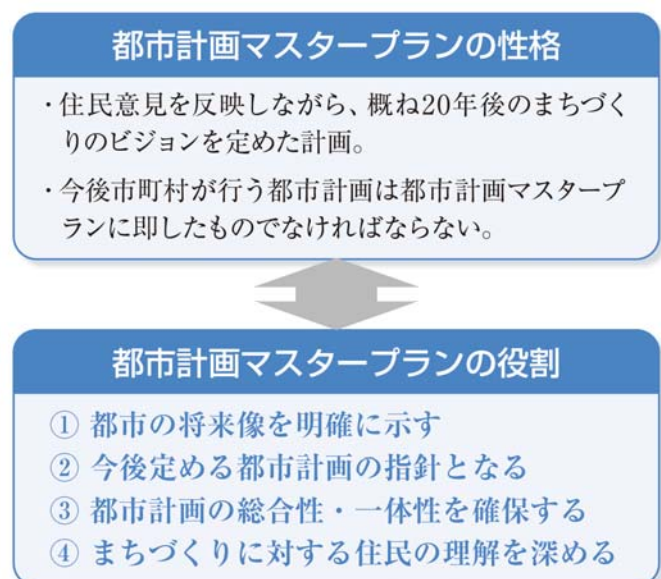 都市計画マスタープランの性格
・住民意見を反映しながら、概ね20年後のまちづく
りのビジョンを定めた計画。
・今後市町村が行う都市計画は都市計画マスタープ
ランに即したものでなければならない。
都市計画マスタープランの役割
① 都市の将来像を明確に示す
② 今後定める都市計画の指針となる
③ 都市計画の総合性・一体性を確保する
④ まちづくりに対する住民の理解を深める